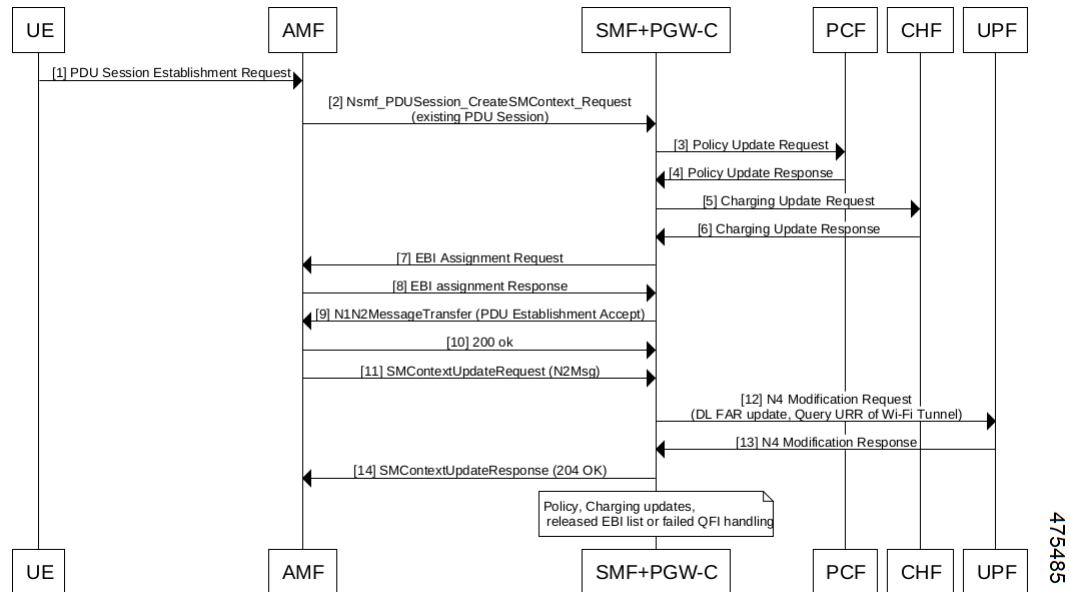 UE AMF SMF+PGW-C PCF CHF UPF
[1] PDU Session Establishment Request
[2] Nsmf_PDUSession_CreateSMContext_Request
(existing PDU Session)
[3] Policy Update Request
[4] Policy Update Response
[5] Charging Update Request
[6] Charging Update Response
[7] EBI Assignment Request
[8] EBI assignment Response
[9] N1N2MessageTransfer (PDU Establishment Accept)
[10] 200 ok
[11] SMContextUpdateRequest (N2Msg)
[12] N4 Modification Request
(DL FAR update, Query URR of Wi-Fi Tunnel)
[13] N4 Modification Response
[14] SMContextUpdateResponse (204 OK)
Policy, Charging updates,
released EBI list or failed QFI handling
UE AMF SMF+PGW-C PCF CHF UPF
475485